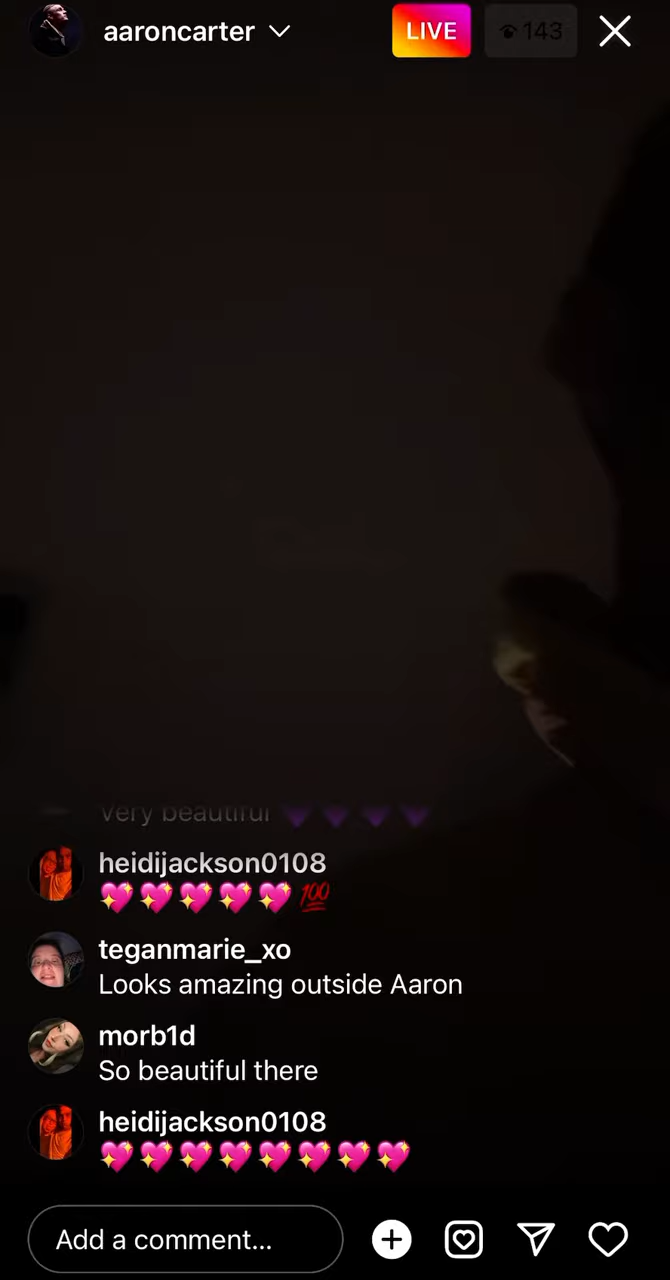 aaroncarter
LIVE
143
Very beautiful 💜 💜 💜 💜
heidijackson0108
💖💖💖💖💖💯
teganmarie_xo
Looks amazing outside Aaron
morb1d
So beautiful there
heidijackson0108
💖💖💖💖💖💖💖💖
Add a comment...